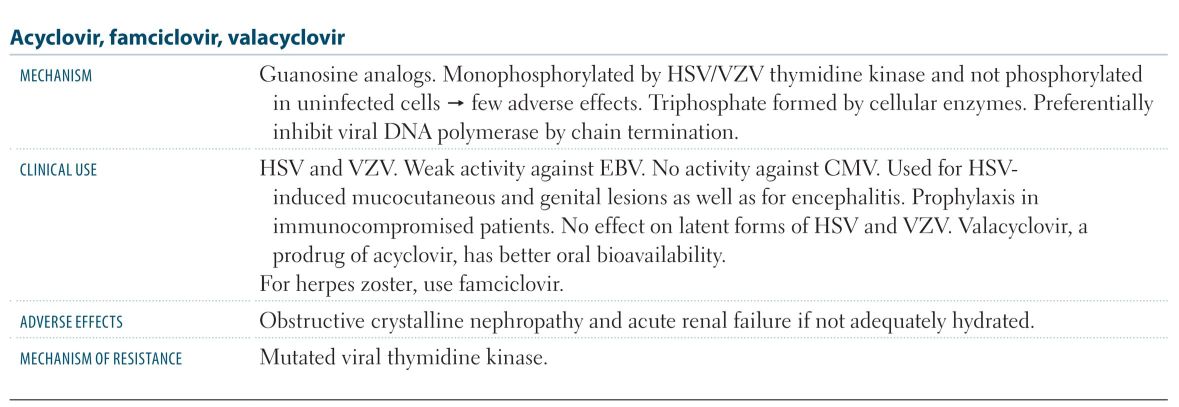 Acyclovir, famciclovir, valacyclovir
MECHANISM
Guanosine analogs. Monophosphorylated by HSV/VZV thymidine kinase and not phosphorylated
in uninfected cells → few adverse effects. Triphosphate formed by cellular enzymes. Preferentially
inhibit viral DNA polymerase by chain termination.
CLINICAL USE
HSV and VZV. Weak activity against EBV. No activity against CMV. Used for HSV-
induced mucocutaneous and genital lesions as well as for encephalitis. Prophylaxis in
immunocompromised patients. No effect on latent forms of HSV and VZV. Valacyclovir, a
prodrug of acyclovir, has better oral bioavailability.
For herpes zoster, use famciclovir.
ADVERSE EFFECTS
Obstructive crystalline nephropathy and acute renal failure if not adequately hydrated.
MECHANISM OF RESISTANCE
Mutated viral thymidine kinase.